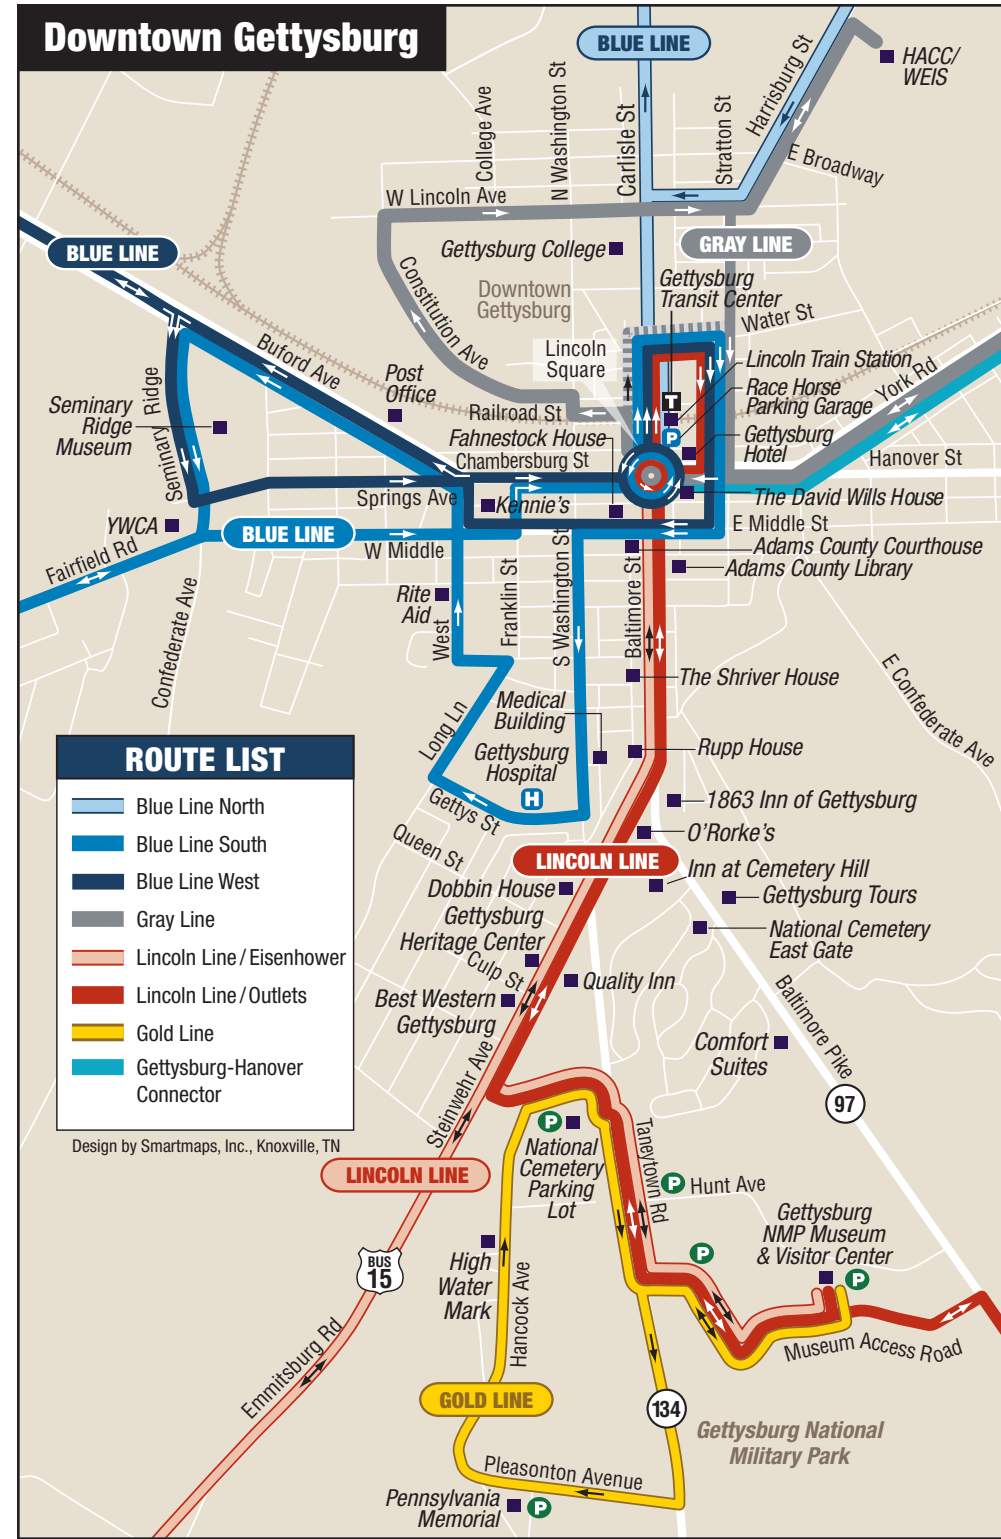 Downtown Gettysburg
BLUE LINE
HACC/
WEIS
Harrisburg St
College Ave
N Washington St
Carlisle St
Stratton St
E Broadway
W Lincoln Ave
BLUE LINE
Gettysburg College
GRAY LINE
Constitution Ave
Downtown
Gettysburg
Gettysburg
Transit Center
Water St
Lincoln
Square
Lincoln Train Station
York Rd
Buford Ave
Post
Office
T
Race Horse
Parking Garage
Seminary
Ridge
Museum
Seminary Ridge
Railroad St
P
Gettysburg
Hotel
Fahnestock House
Chambersburg St
Hanover St
Springs Ave
Kennie's
The David Wills House
YWCA
BLUE LINE
W Middle
E Middle St
Fairfield Rd
Adams County Courthouse
Adams County Library
Confederate Ave
Rite
Aid
West
Franklin St
S Washington St
Baltimore St
E Confederate Ave
The Shriver House
Medical
Building
Long Ln
Rupp House
Gettysburg
Hospital
H
Gettys St
1863 Inn of Gettysburg
O'Rorke's
Queen St
LINCOLN LINE
Inn at Cemetery Hill
Dobbin House
Gettysburg Tours
Gettysburg
Heritage Center
National Cemetery
East Gate
Culp St
Quality Inn
Best Western
Gettysburg
Baltimore Pike
Comfort
Suites
97
Steinwehr Ave
ROUTE LIST
Blue Line North
Blue Line South
Blue Line West
Gray Line
Lincoln Line/Eisenhower
Lincoln Line/Outlets
Gold Line
Gettysburg-Hanover
Connector
Design by Smartmaps, Inc., Knoxville, TN
P
National
Cemetery
Parking
Lot
Taneytown Rd
LINCOLN LINE
P
Hunt Ave
Gettysburg
NMP Museum
& Visitor Center
P
P
BUS
15
High
Water
Mark
Hancock Ave
Museum Access Road
Emmitsburg Rd
GOLD LINE
134
Gettysburg National
Military Park
Pleasonton Avenue
Pennsylvania
Memorial
P